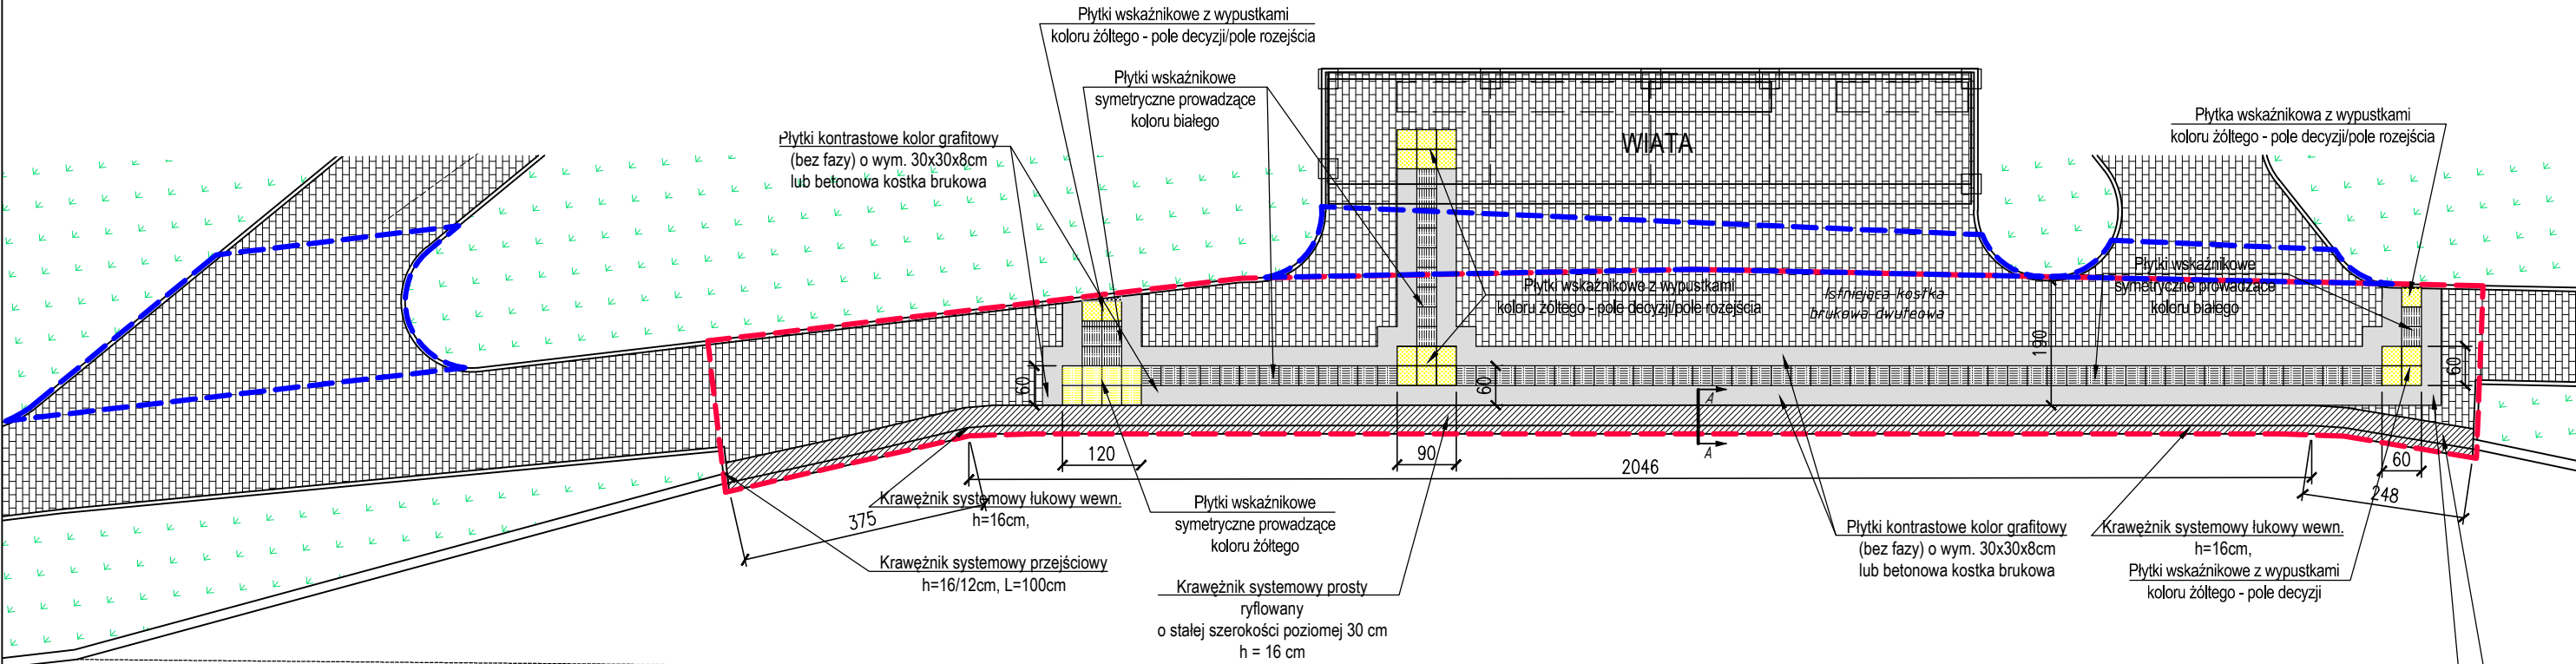 Płytki wskaźnikowe z wypustkami
koloru żółtego - pole decyzji/pole rozejścia
Płytki wskaźnikowe
symetryczne prowadzące
koloru białego
Płytki kontrastowe kolor grafitowy
(bez fazy) o wym. 30x30x8cm
lub betonowa kostka brukowa
WIATA
Płytka wskaźnikowa z wypustkami
koloru żółtego - pole decyzji/pole rozejścia
Płytki wskaźnikowe
symetryczne prowadzące
koloru białego
Płytki wskaźnikowe z wypustkami
koloru żółtego - pole decyzji/pole rozejścia
Istniejąca kostka
brukowa dwuteowa
190
60
60
60
A
A
120
90
2046
60
248
375
Krawężnik systemowy łukowy wewn.
h=16cm,
Płytki wskaźnikowe
symetryczne prowadzące
koloru żółtego
Krawężnik systemowy przejściowy
h=16/12cm, L=100cm
Krawężnik systemowy prosty
ryflowany
o stałej szerokości poziomej 30 cm
h = 16 cm
Płytki kontrastowe kolor grafitowy
(bez fazy) o wym. 30x30x8cm
lub betonowa kostka brukowa
Krawężnik systemowy łukowy wewn.
h=16cm,
Płytki wskaźnikowe z wypustkami
koloru żółtego - pole decyzji